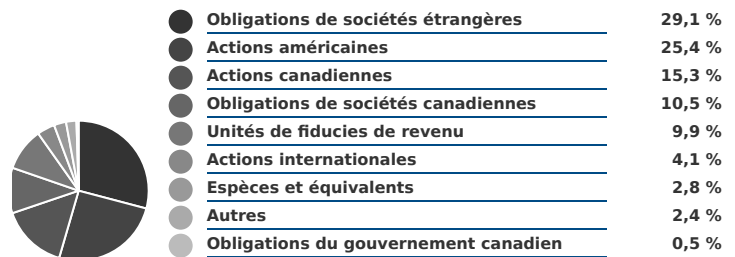 Obligations de sociétés étrangères 29,1 %
Actions américaines 25,4 %
Actions canadiennes 15,3 %
Obligations de sociétés canadiennes 10,5 %
Unités de fiducies de revenu 9,9 %
Actions internationales 4,1 %
Espèces et équivalents 2,8 %
Autres 2,4 %
Obligations du gouvernement canadien 0,5 %